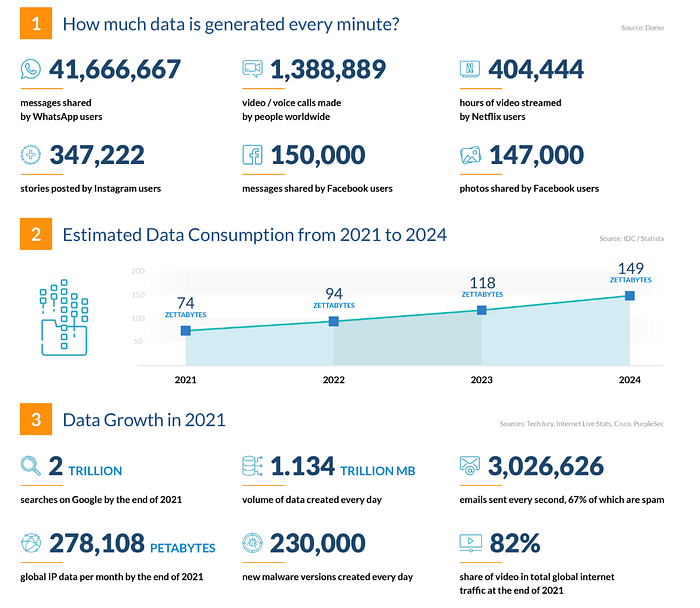 1 How much data is generated every minute?
Source: Domo
41,666,667
messages shared
by WhatsApp users
1,388,889
video / voice calls made
by people worldwide
404,444
hours of video streamed
by Netflix users
347,222
stories posted by Instagram users
150,000
messages shared by Facebook users
147,000
photos shared by Facebook users
2 Estimated Data Consumption from 2021 to 2024
Source: IDC / Statista
200
150
100
50
74
ZETTABYTES
94
ZETTABYTES
118
ZETTABYTES
149
ZETTABYTES
2021
2022
2023
2024
3 Data Growth in 2021
Sources: TechJury, Internet Live Stats, Cisco, PurpleSec
2 TRILLION
searches on Google by the end of 2021
1.134 TRILLION MB
volume of data created every day
3,026,626
emails sent every second, 67% of which are spam
278,108 PETABYTES
global IP data per month by the end of 2021
230,000
new malware versions created every day
82%
share of video in total global internet
traffic at the end of 2021